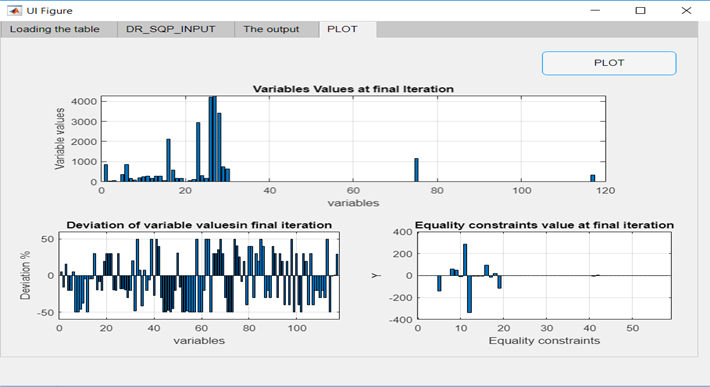 UI Figure
Loading the table DR_SQP_INPUT The output PLOT
PLOT
Variables Values at final Iteration
Variable values
4000
3000
2000
1000
0
0 20 40 60 80 100 120
variables
Deviation of variable valuesin final iteration
Deviation %
50
0
-50
0 20 40 60 80 100
variables
Equality constraints value at final iteration
Y
400
200
0
-200
-400
0 10 20 30 40 50
Equality constraints